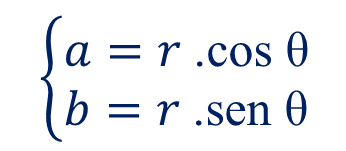 a = r .cos θ
b = r .sen θ